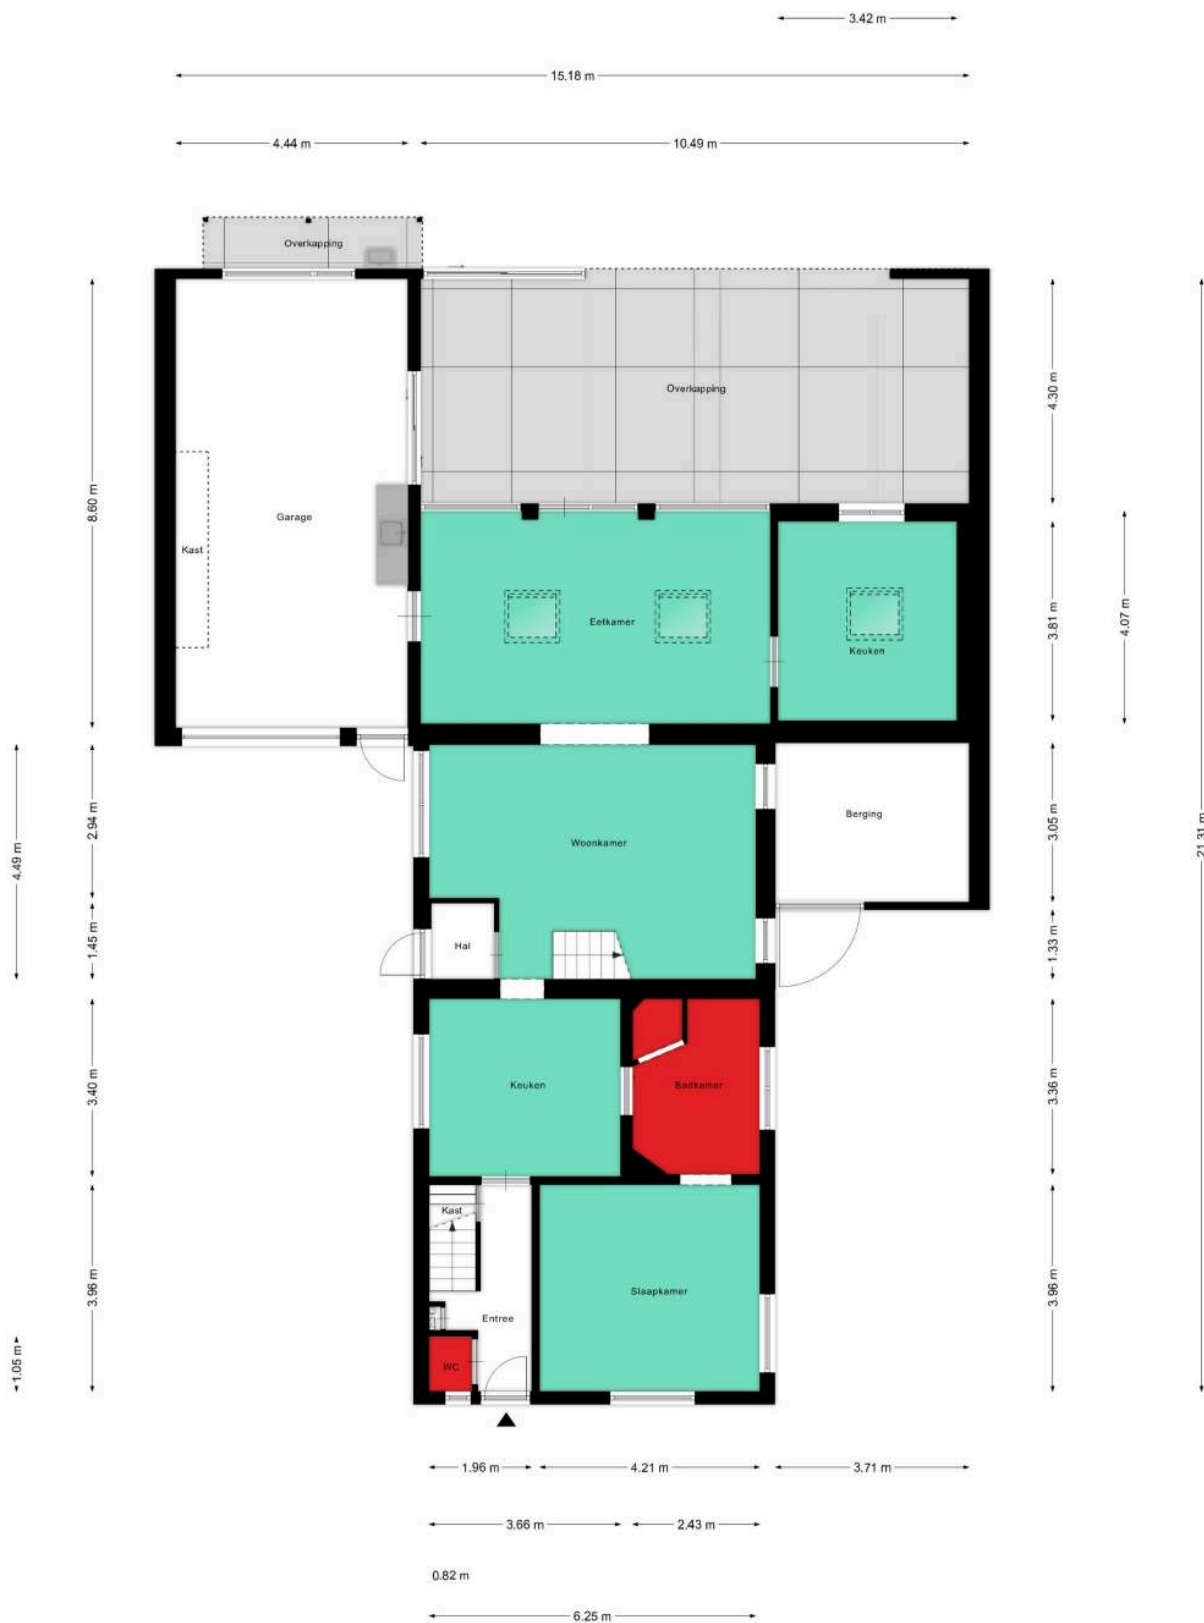 3.42 m
15.18 m
4.44 m
10.49 m
Overkapping
Overkapping
8.60 m
4.30 m
21.31 m
Garage
Kast
Eetkamer
Keuken
3.81 m
4.07 m
4.49 m
2.94 m
Woonkamer
Berging
3.05 m
1.45 m
Hal
1.33 m
3.40 m
Keuken
Badkamer
3.36 m
Kast
3.96 m
Slaapkamer
3.96 m
Entree
1.05 m
WC
1.96 m
4.21 m
3.71 m
3.66 m
2.43 m
0.82 m
6.25 m